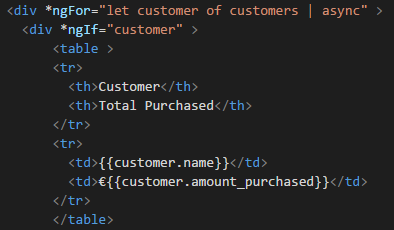 <div *ngFor="let customer of customers | async" >
<div *ngIf="customer" >
<table >
<tr>
<th>Customer</th>
<th>Total Purchased</th>
</tr>
<tr>
<td>{{customer.name}}</td>
<td>€{{customer.amount_purchased}}</td>
</tr>
</table>